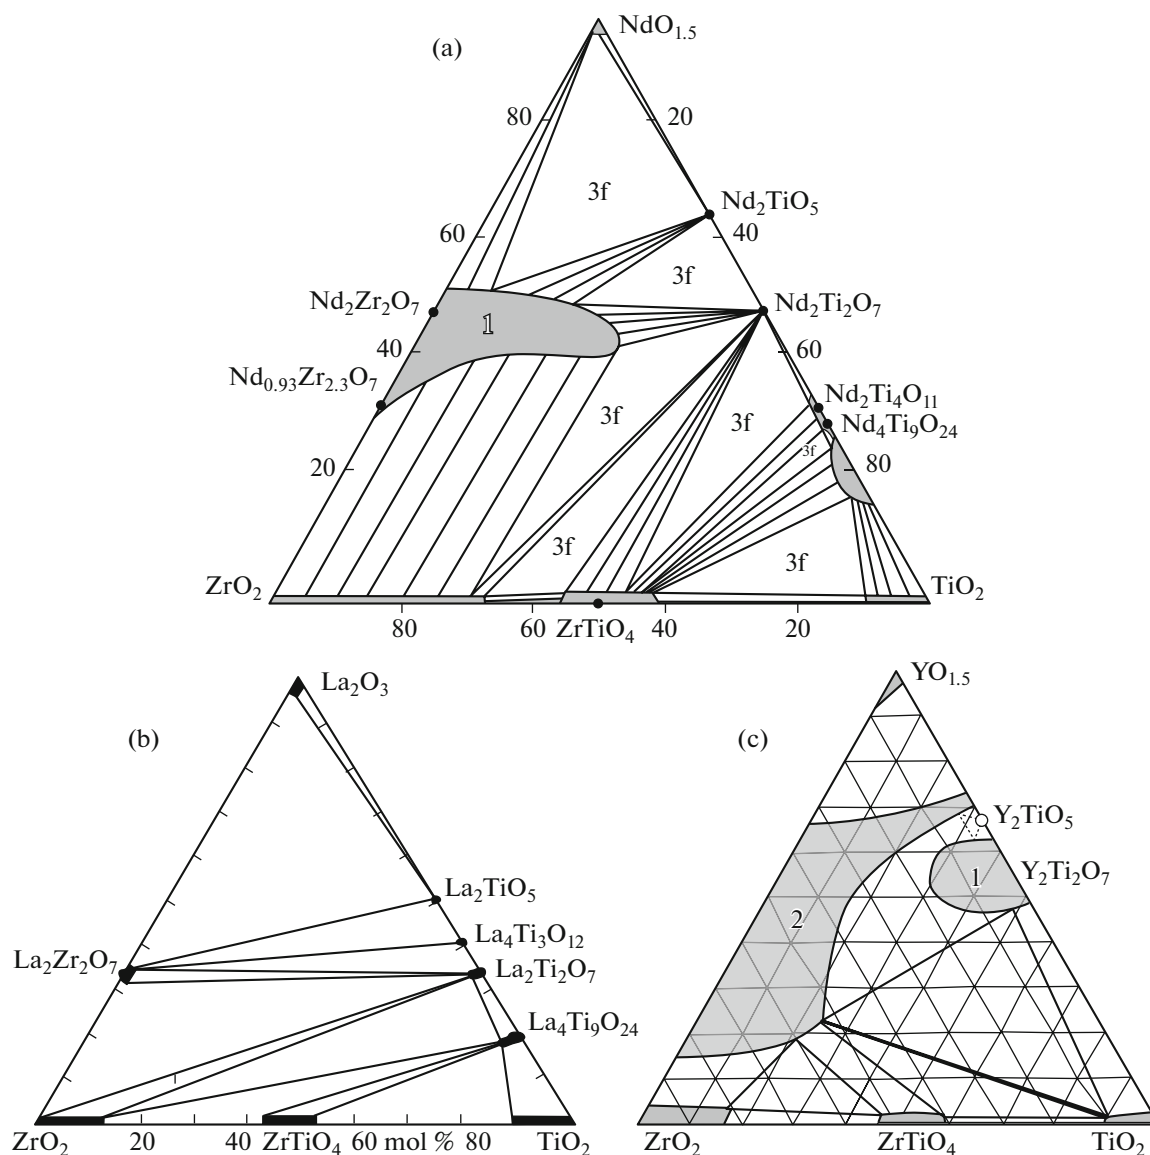 NdO1.5
(a)
80
20
3f
Nd2TiO5
60
40
3f
Nd2Zr2O7
1
Nd2Ti2O7
40
60
Nd0.93Zr2.3O7
Nd2Ti4O11
3f
3f
Nd4Ti9O24
3f
20
80
3f
3f
ZrO2
TiO2
80
60
ZrTiO4
40
20
La2O3
(b)
La2TiO5
La4Ti3O12
La2Zr2O7
La2Ti2O7
La4Ti9O24
ZrO2
20
40
ZrTiO4
60 mol %
80
TiO2
YO1.5
(c)
Y2TiO5
1
Y2Ti2O7
2
ZrO2
ZrTiO4
TiO2